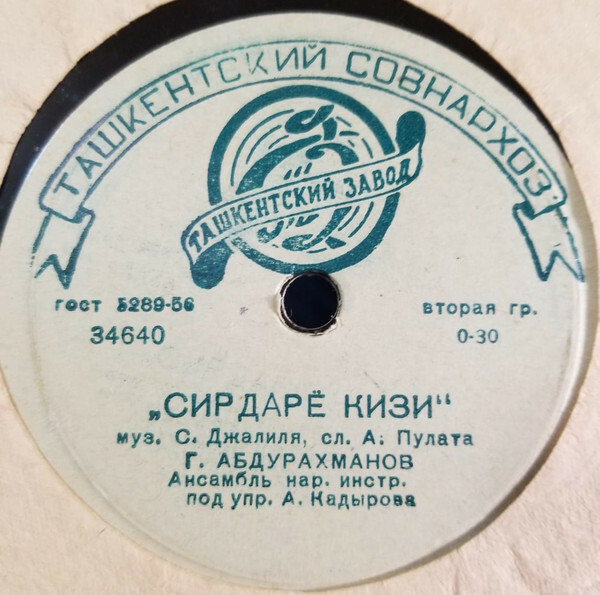 ТАШКЕНТСКИЙ СОВНАРХОЗ
ТАШКЕНТСКИЙ ЗАВОД
гост 5289-56
вторая гр.
34640
0-30
„СИРДАРЁ КИЗИ“
муз. С. Джалиля, сл. А. Пулата
Г. АБДУРАХМАНОВ
Ансамбль нар. инстр.
под упр. А. Кадырова